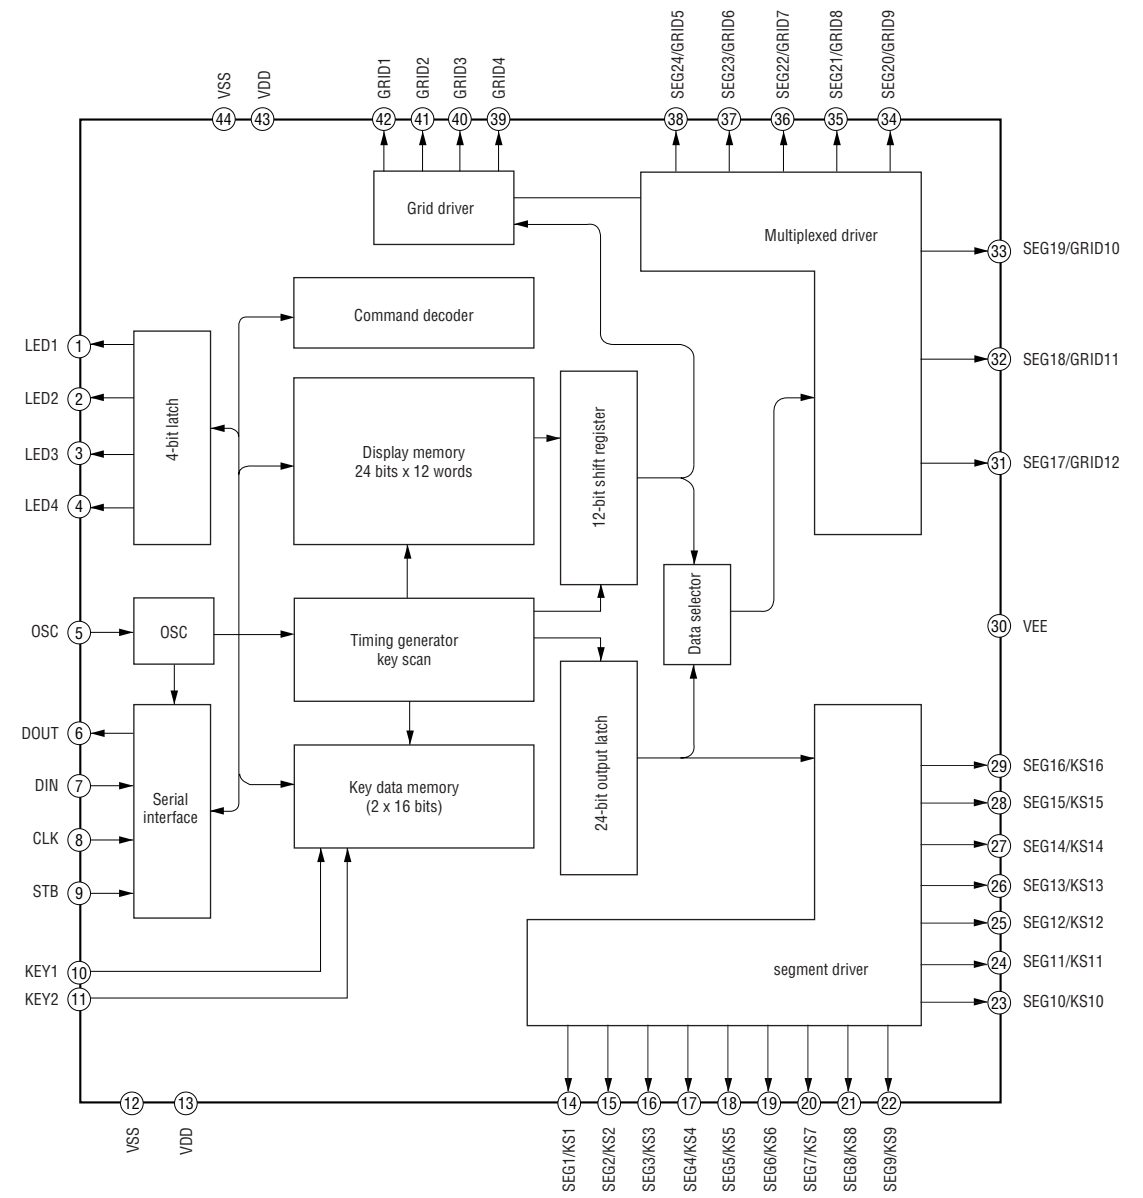 VSS
VDD
GRID1
GRID2
GRID3
GRID4
SEG24/GRID5
SEG23/GRID6
SEG22/GRID7
SEG21/GRID8
SEG20/GRID9
44
43
42
41
40
39
38
37
36
35
34
Grid driver
Multiplexed driver
33
SEG19/GRID10
Command decoder
LED1
1
32
SEG18/GRID11
LED2
2
4-bit latch
LED3
3
Display memory
24 bits x 12 words
12-bit shift register
31
SEG17/GRID12
LED4
4
Data selector
OSC
5
OSC
Timing generator
key scan
30
VEE
DOUT
6
24-bit output latch
DIN
7
Serial
interface
Key data memory
(2 x 16 bits)
29
SEG16/KS16
28
SEG15/KS15
CLK
8
27
SEG14/KS14
STB
9
26
SEG13/KS13
25
SEG12/KS12
KEY1
10
segment driver
24
SEG11/KS11
KEY2
11
23
SEG10/KS10
12
13
14
15
16
17
18
19
20
21
22
VSS
VDD
SEG1/KS1
SEG2/KS2
SEG3/KS3
SEG4/KS4
SEG5/KS5
SEG6/KS6
SEG7/KS7
SEG8/KS8
SEG9/KS9